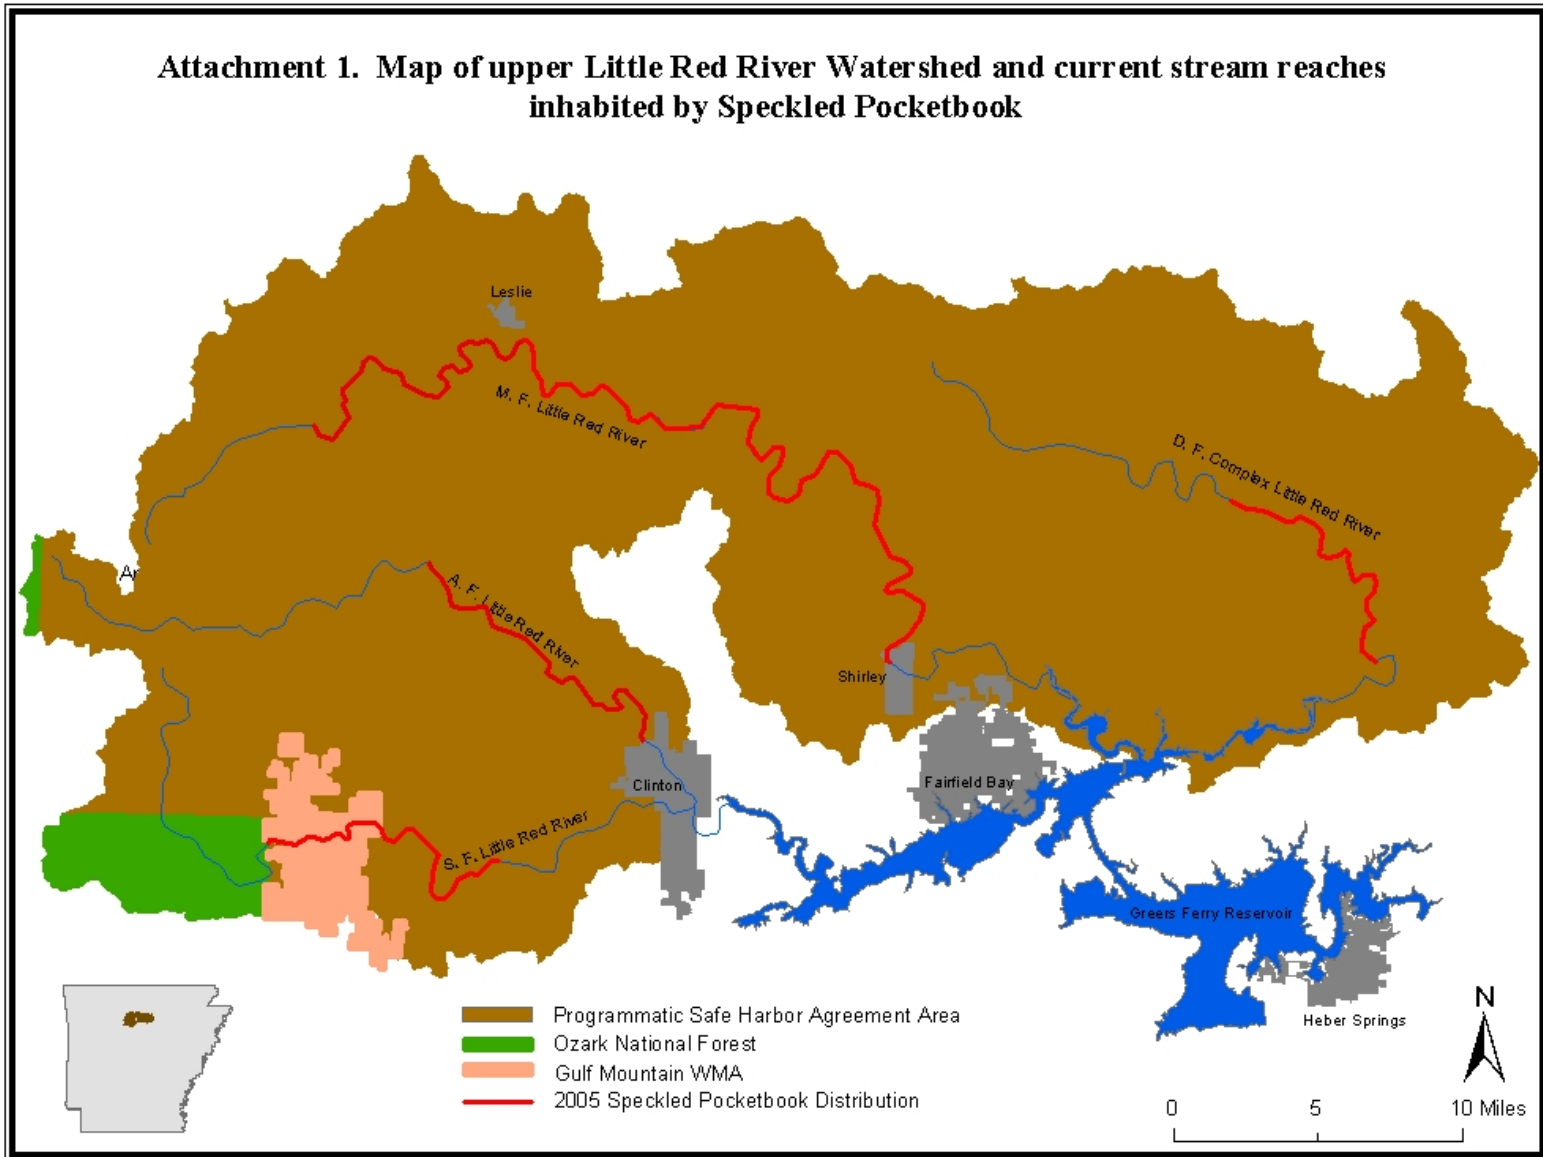 Attachment 1. Map of upper Little Red River Watershed and current stream reaches
inhabited by Speckled Pocketbook
Leslie
M. F. Little Red River
D. F. Complex Little Red River
Ar
A. F. Little Red River
Shirley
Clinton
Fairfield Bay
S. F. Little Red River
Greers Ferry Reservoir
Heber Springs
N
Programmatic Safe Harbor Agreement Area
Ozark National Forest
Gulf Mountain WMA
2005 Speckled Pocketbook Distribution
0 5 10 Miles